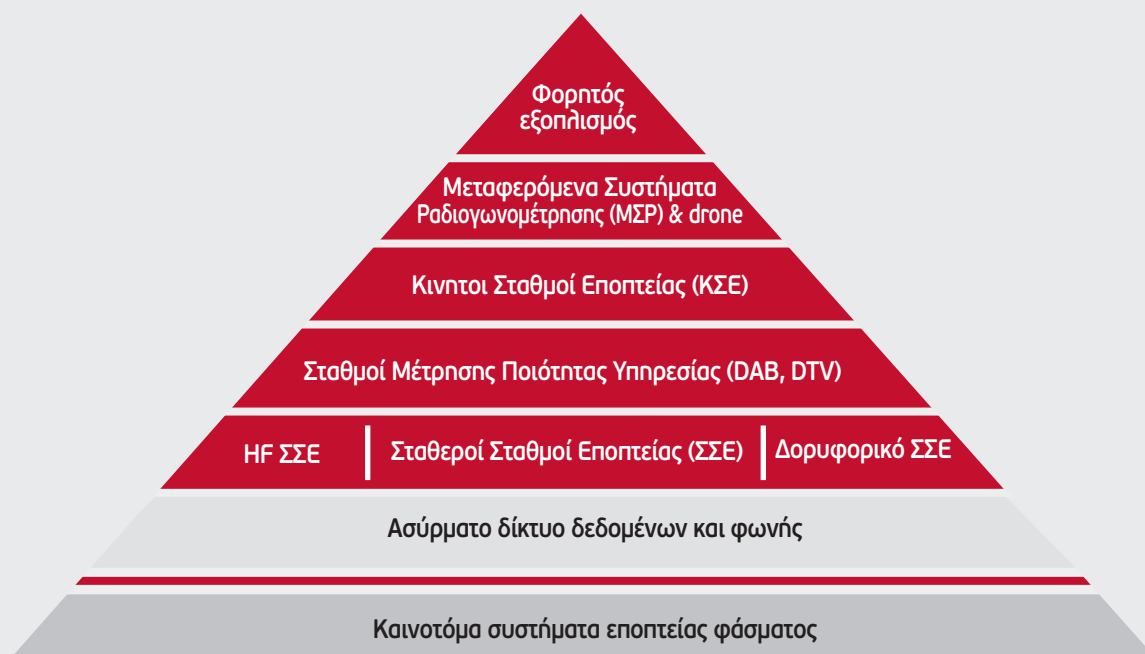 Φορητός
εξοπλισμός
Μεταφερόμενα Συστήματα
Ραδιογωνομέτρησης (ΜΣΡ) & drone
Κινητοι Σταθμοί Εποπτείας (ΚΣΕ)
Σταθμοί Μέτρησης Ποιότητας Υπηρεσίας (DAB, DTV)
HF ΣΣΕ
Σταθεροί Σταθμοί Εποπτείας (ΣΣΕ)
Δορυφορικό ΣΣΕ
Ασύρματο δίκτυο δεδομένων και φωνής
Καινοτόμα συστήματα εποπτείας φάσματος